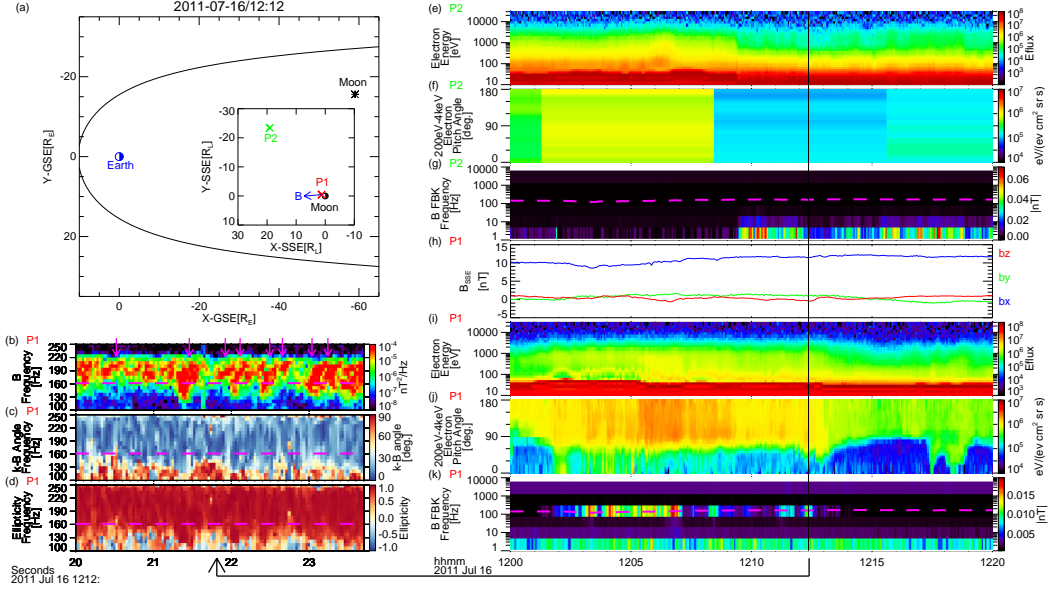 (a)
2011-07-16/12:12
Y-GSE[R_E]
-20
0
20
Moon
Earth
0
-20
-40
-60
X-GSE[R_E]
Y-SSE[R_L]
-30
-20
-10
0
10
P2
P1
B
Moon
30
20
10
0
-10
X-SSE[R_L]
(b) P1
B
Frequency
[Hz]
250
220
190
160
130
100
10^-4
10^-5
10^-6
10^-7
10^-8
nT^2/Hz
(c) P1
k-B Angle
Frequency
[Hz]
250
220
190
160
130
100
90
60
30
0
k-B angle
[deg.]
(d) P1
Ellipticity
Frequency
[Hz]
250
220
190
160
130
100
1.0
0.5
0.0
-0.5
-1.0
Ellipticity
20
21
22
23
Seconds
2011 Jul 16 1212:
(e) P2
Electron
Energy
[eV]
10000
1000
100
10
10^8
10^7
10^6
10^5
10^4
10^3
Eflux
(f) P2
200eV-4keV
Electron
Pitch Angle
[deg.]
180
90
0
10^7
10^6
10^5
10^4
eV/(ev cm^2 sr s)
(g) P2
B FBK
Frequency
[Hz]
1000
100
10
1
0.06
0.04
0.02
0.00
|nT|
(h) P1
B_SSE
[nT]
15
10
5
0
-5
bz
by
bx
(i) P1
Electron
Energy
[eV]
10000
1000
100
10
10^8
10^7
10^6
10^5
10^4
10^3
Eflux
(j) P1
200eV-4keV
Electron
Pitch Angle
[deg.]
180
90
0
10^7
10^6
10^5
10^4
eV/(ev cm^2 sr s)
(k) P1
B FBK
Frequency
[Hz]
1000
100
10
1
0.015
0.010
0.005
|nT|
hhmm
2011 Jul 16
1200
1205
1210
1215
1220